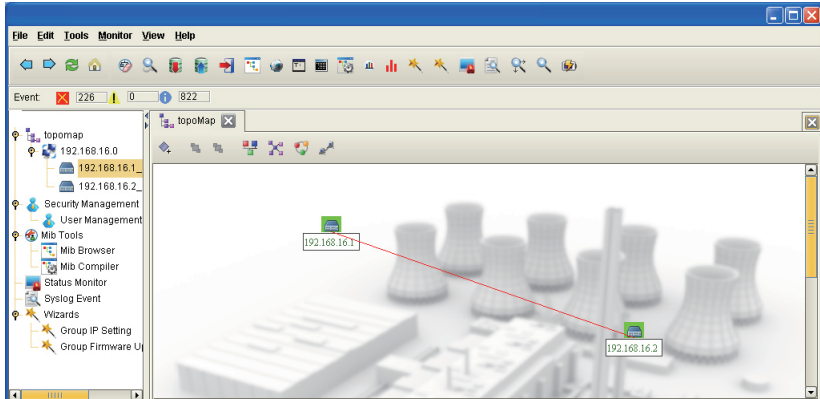 File Edit Tools Monitor View Help
Event: 226 0 822
topomap
192.168.16.0
192.168.16.1_
192.168.16.2_
Security Management
User Management
Mib Tools
Mib Browser
Mib Compiler
Status Monitor
Syslog Event
Wizards
Group IP Setting
Group Firmware U
topoMap
192.168.16.1
192.168.16.2